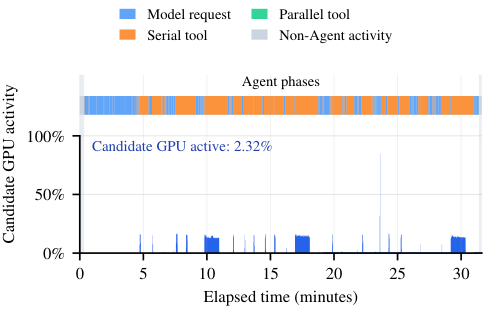 Model request
Parallel tool
Serial tool
Non-Agent activity
Agent phases
Candidate GPU activity
100%
Candidate GPU active: 2.32%
50%
0%
0 5 10 15 20 25 30
Elapsed time (minutes)